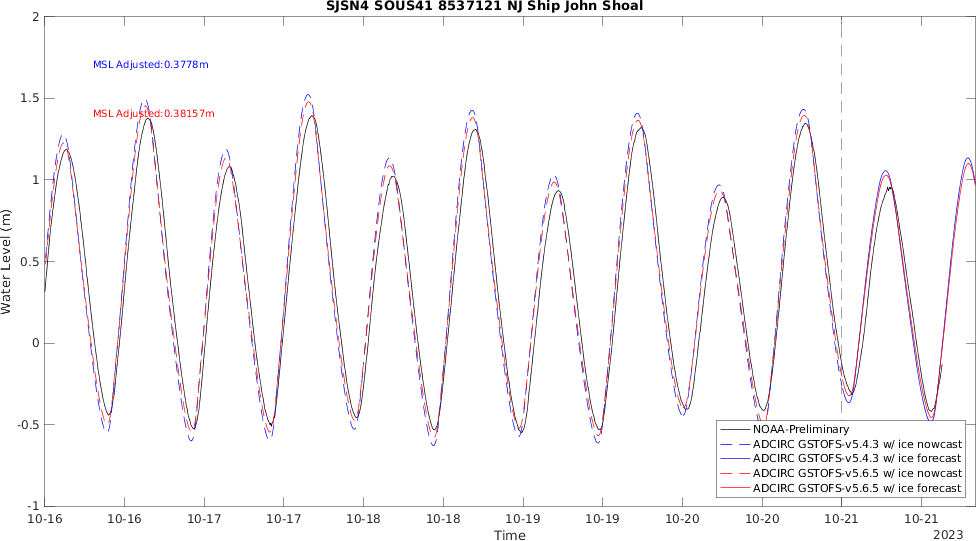 SJSN4 SOUS41 8537121 NJ Ship John Shoal
2
MSL Adjusted:0.3778m
1.5
MSL Adjusted:0.38157m
1
0.5
Water Level (m)
0
-0.5
-1
NOAA-Preliminary
ADCIRC GSTOFS-v5.4.3 w/ ice nowcast
ADCIRC GSTOFS-v5.4.3 w/ ice forecast
ADCIRC GSTOFS-v5.6.5 w/ ice nowcast
ADCIRC GSTOFS-v5.6.5 w/ ice forecast
10-16 10-16 10-17 10-17 10-18 10-18 10-19 10-19 10-20 10-20 10-21 10-21
Time
2023